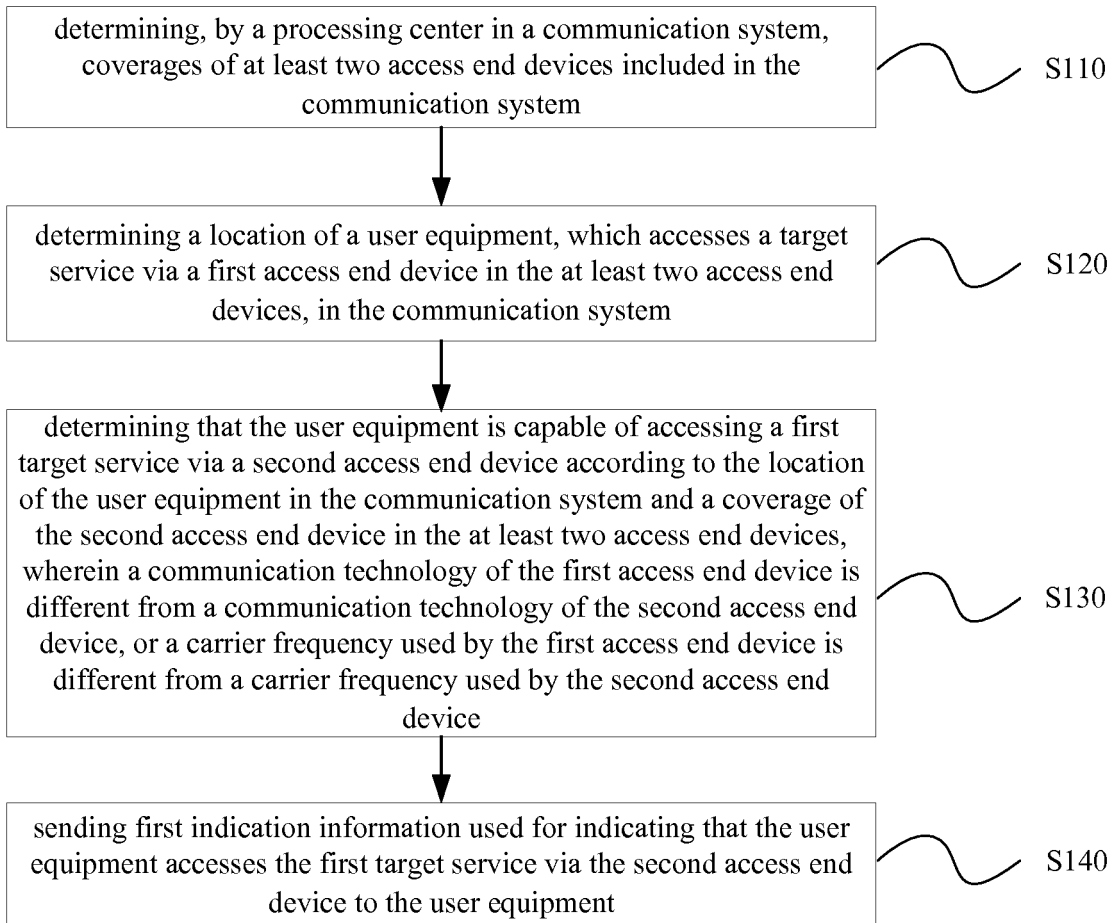 determining, by a processing center in a communication system,
coverages of at least two access end devices included in the
communication system
S110
determining a location of a user equipment, which accesses a target
service via a first access end device in the at least two access end
devices, in the communication system
S120
determining that the user equipment is capable of accessing a first
target service via a second access end device according to the location
of the user equipment in the communication system and a coverage of
the second access end device in the at least two access end devices,
wherein a communication technology of the first access end device is
different from a communication technology of the second access end
device, or a carrier frequency used by the first access end device is
different from a carrier frequency used by the second access end
device
S130
sending first indication information used for indicating that the user
equipment accesses the first target service via the second access end
device to the user equipment
S140